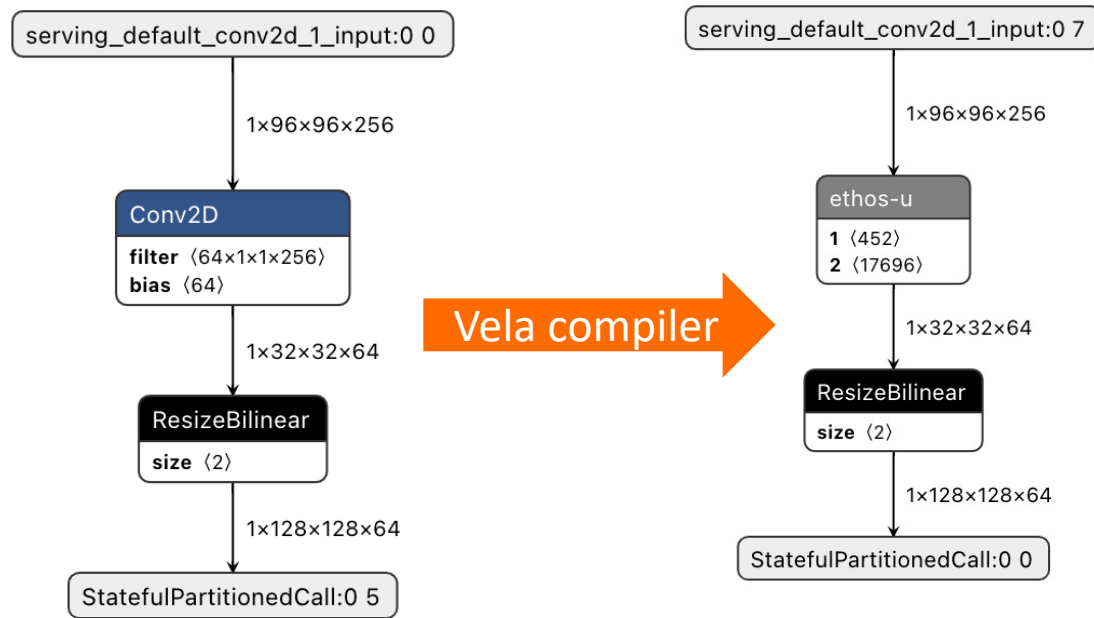 serving_default_conv2d_1_input:0 0
1×96×96×256
Conv2D
filter ⟨64×1×1×256⟩
bias ⟨64⟩
1×32×32×64
ResizeBilinear
size ⟨2⟩
1×128×128×64
StatefulPartitionedCall:0 5
Vela compiler
serving_default_conv2d_1_input:0 7
1×96×96×256
ethos-u
1 ⟨452⟩
2 ⟨17696⟩
1×32×32×64
ResizeBilinear
size ⟨2⟩
1×128×128×64
StatefulPartitionedCall:0 0